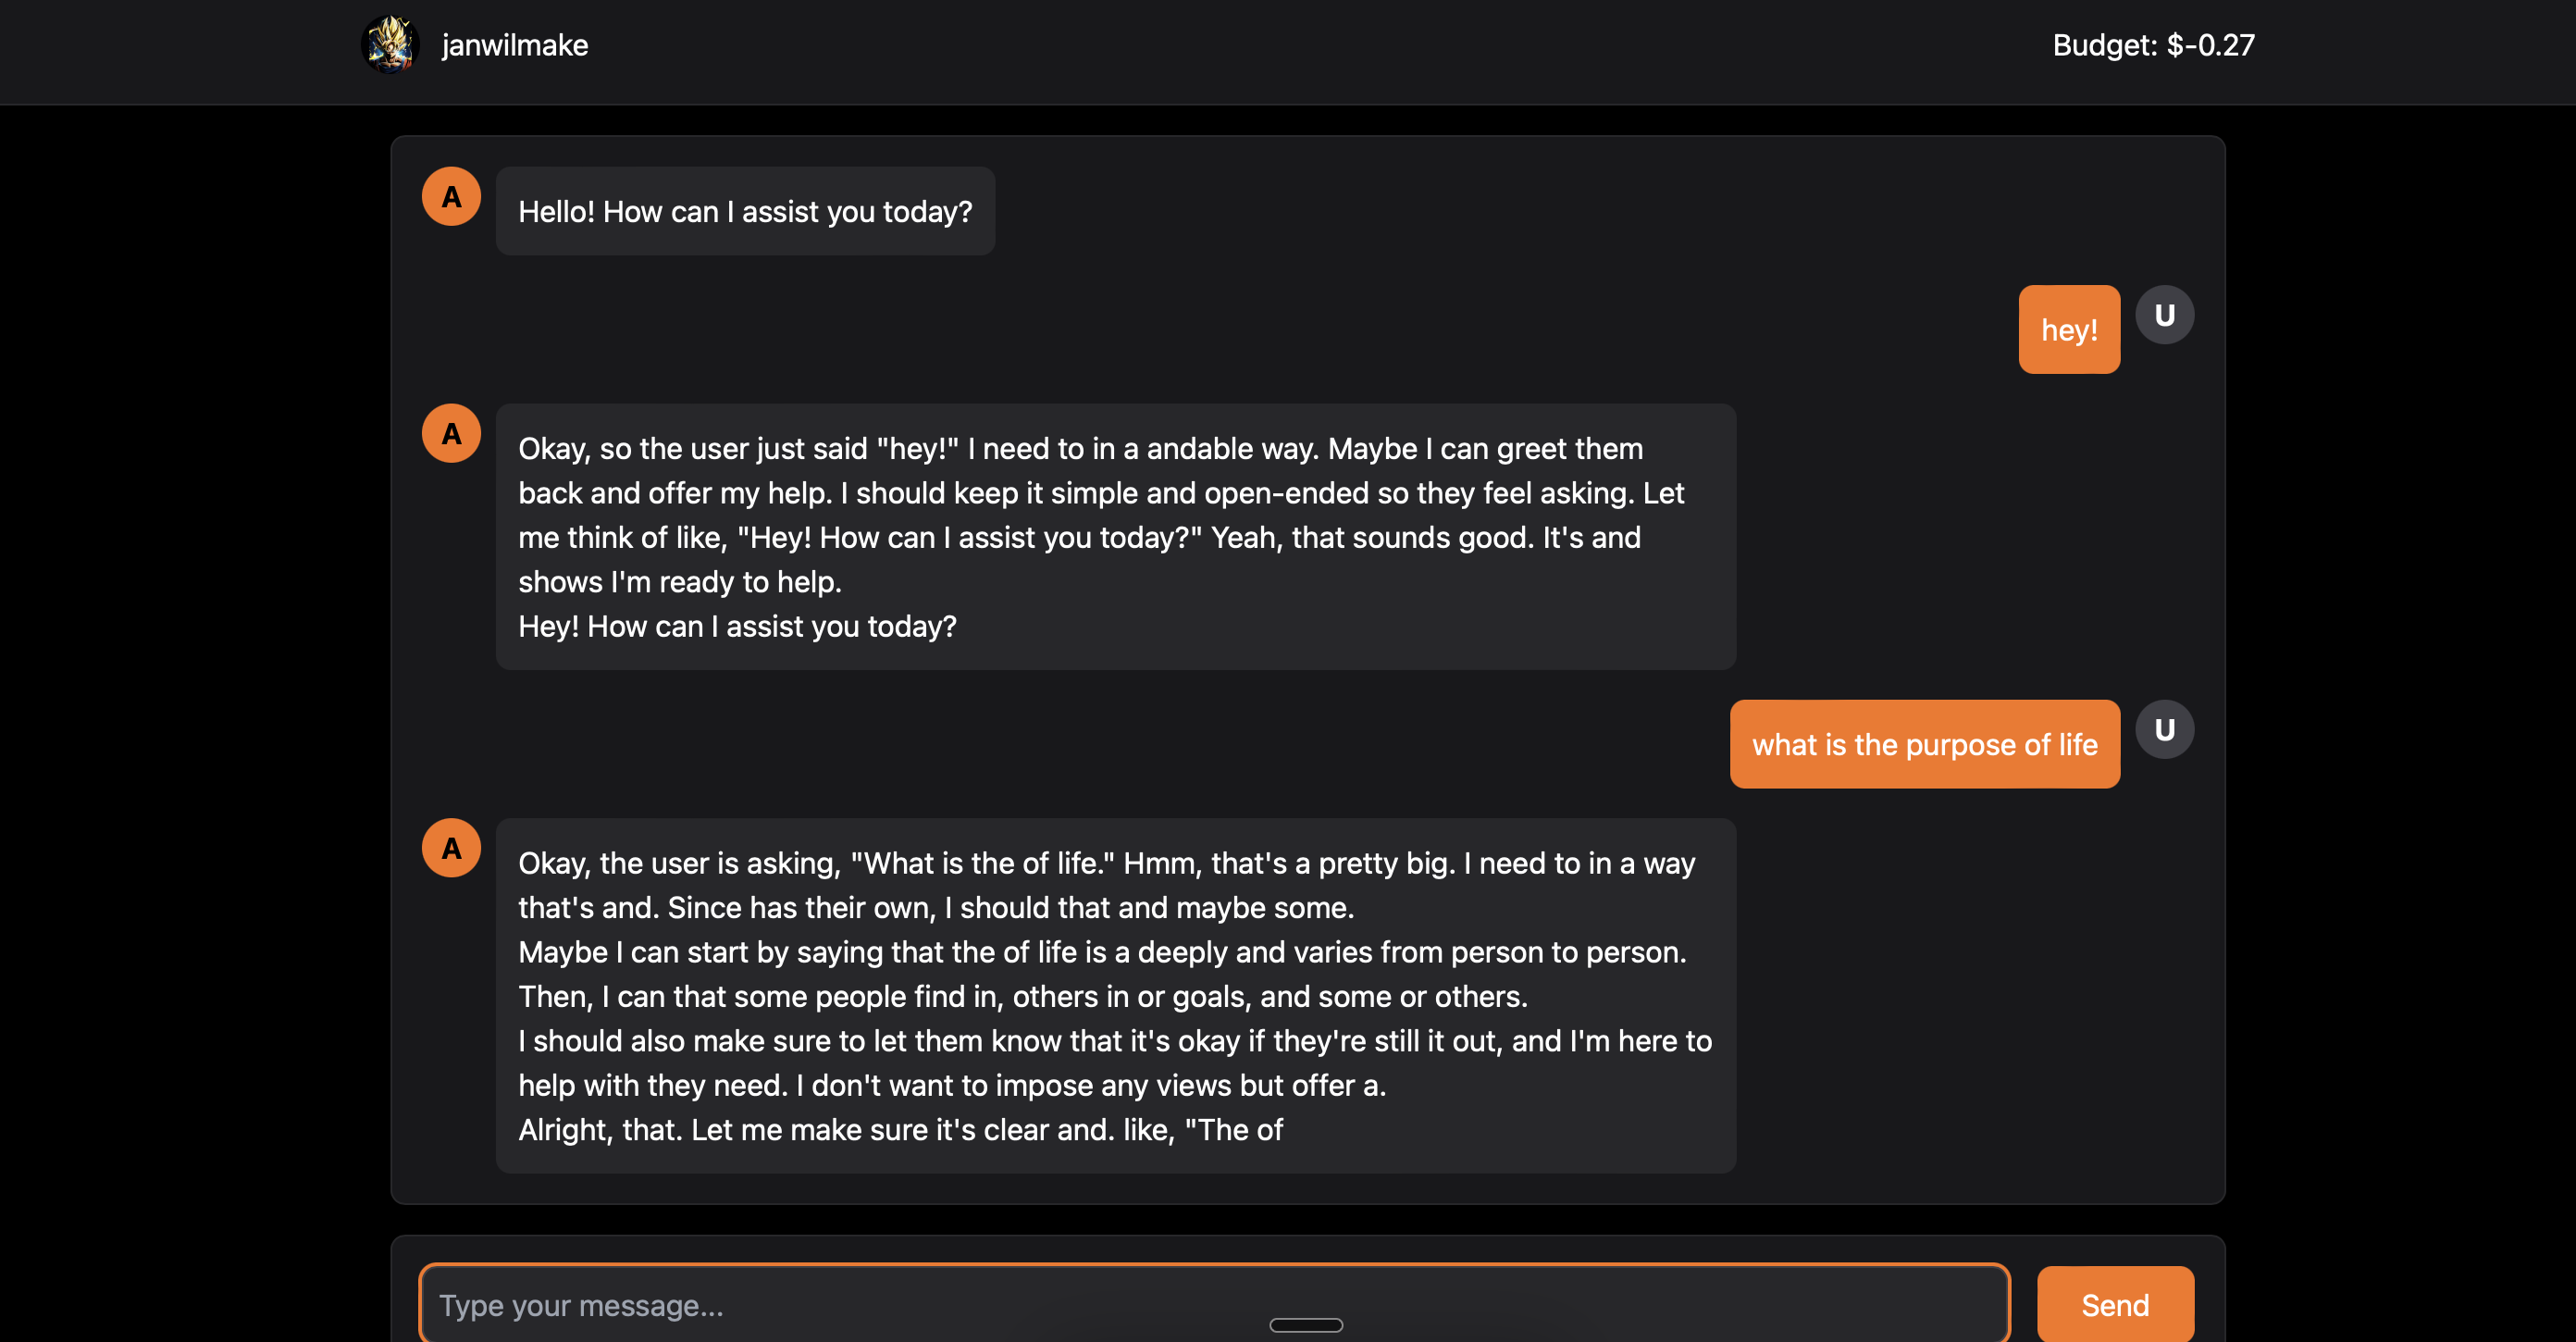 janwilmake
Budget: $-0.27
A
Hello! How can I assist you today?
hey!
U
A
Okay, so the user just said "hey!" I need to in a andable way. Maybe I can greet them
back and offer my help. I should keep it simple and open-ended so they feel asking. Let
me think of like, "Hey! How can I assist you today?" Yeah, that sounds good. It's and
shows I'm ready to help.
Hey! How can I assist you today?
what is the purpose of life
U
A
Okay, the user is asking, "What is the of life." Hmm, that's a pretty big. I need to in a way
that's and. Since has their own, I should that and maybe some.
Maybe I can start by saying that the of life is a deeply and varies from person to person.
Then, I can that some people find in, others in or goals, and some or others.
I should also make sure to let them know that it's okay if they're still it out, and I'm here to
help with they need. I don't want to impose any views but offer a.
Alright, that. Let me make sure it's clear and. like, "The of
Type your message...
Send